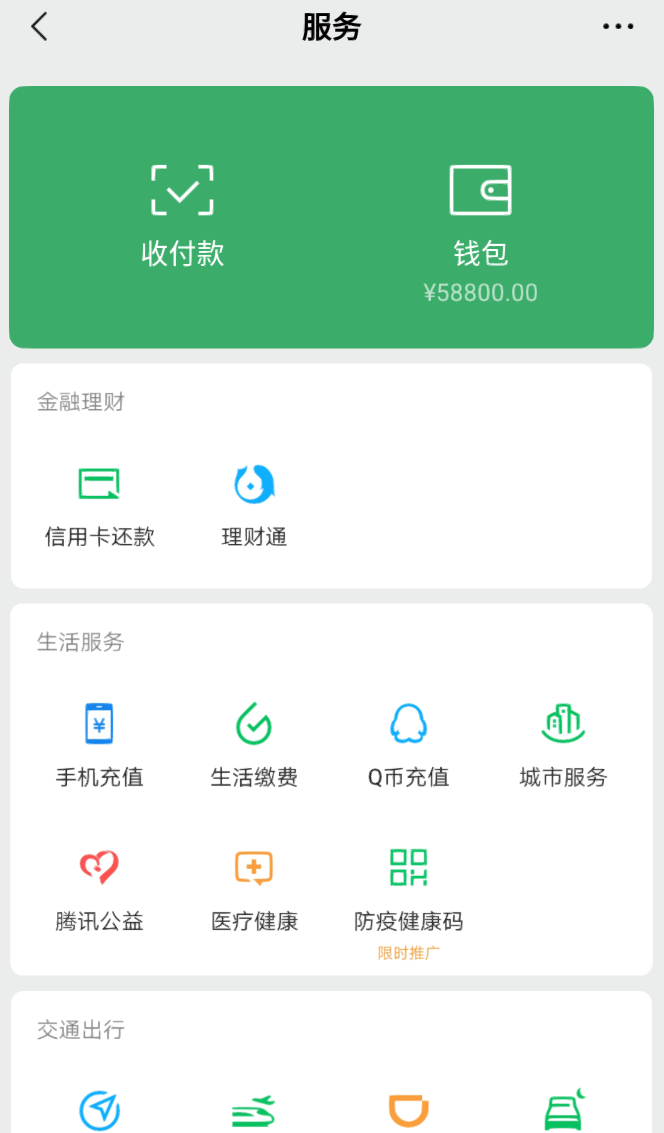 服务
收付款
钱包
¥58800.00
金融理财
信用卡还款
理财通
生活服务
手机充值
生活缴费
Q币充值
城市服务
腾讯公益
医疗健康
防疫健康码
限时推广
交通出行